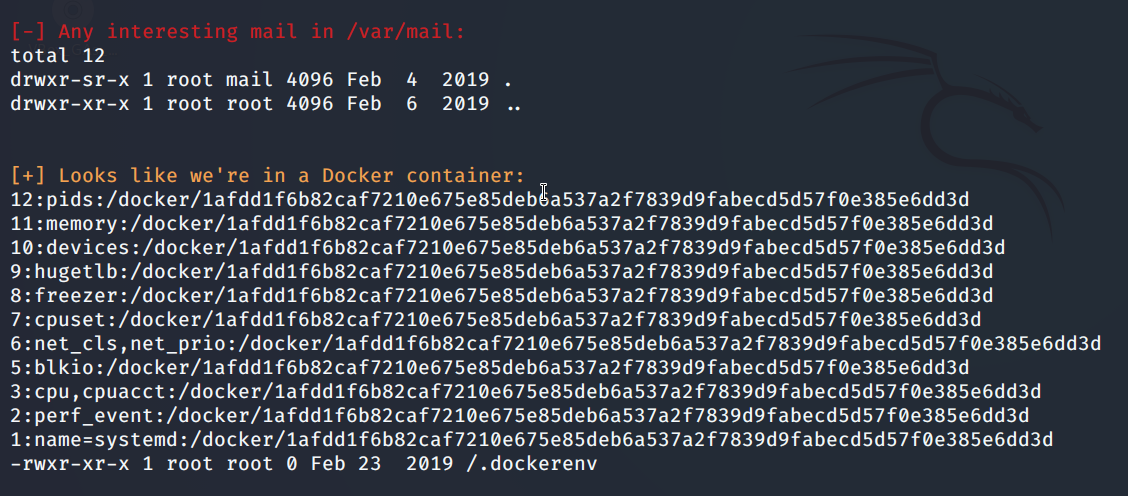 [-] Any interesting mail in /var/mail:
total 12
drwxr-sr-x 1 root mail 4096 Feb  4  2019 .
drwxr-xr-x 1 root root 4096 Feb  6  2019 ..
[+] Looks like we're in a Docker container:
12:pids:/docker/1afdd1f6b82caf7210e675e85deb6a537a2f7839d9fabecd5d57f0e385e6dd3d
11:memory:/docker/1afdd1f6b82caf7210e675e85deb6a537a2f7839d9fabecd5d57f0e385e6dd3d
10:devices:/docker/1afdd1f6b82caf7210e675e85deb6a537a2f7839d9fabecd5d57f0e385e6dd3d
9:hugetlb:/docker/1afdd1f6b82caf7210e675e85deb6a537a2f7839d9fabecd5d57f0e385e6dd3d
8:freezer:/docker/1afdd1f6b82caf7210e675e85deb6a537a2f7839d9fabecd5d57f0e385e6dd3d
7:cpuset:/docker/1afdd1f6b82caf7210e675e85deb6a537a2f7839d9fabecd5d57f0e385e6dd3d
6:net_cls,net_prio:/docker/1afdd1f6b82caf7210e675e85deb6a537a2f7839d9fabecd5d57f0e385e6dd3d
5:blkio:/docker/1afdd1f6b82caf7210e675e85deb6a537a2f7839d9fabecd5d57f0e385e6dd3d
3:cpu,cpuacct:/docker/1afdd1f6b82caf7210e675e85deb6a537a2f7839d9fabecd5d57f0e385e6dd3d
2:perf_event:/docker/1afdd1f6b82caf7210e675e85deb6a537a2f7839d9fabecd5d57f0e385e6dd3d
1:name=systemd:/docker/1afdd1f6b82caf7210e675e85deb6a537a2f7839d9fabecd5d57f0e385e6dd3d
-rwxr-xr-x 1 root root 0 Feb 23  2019 /.dockerenv